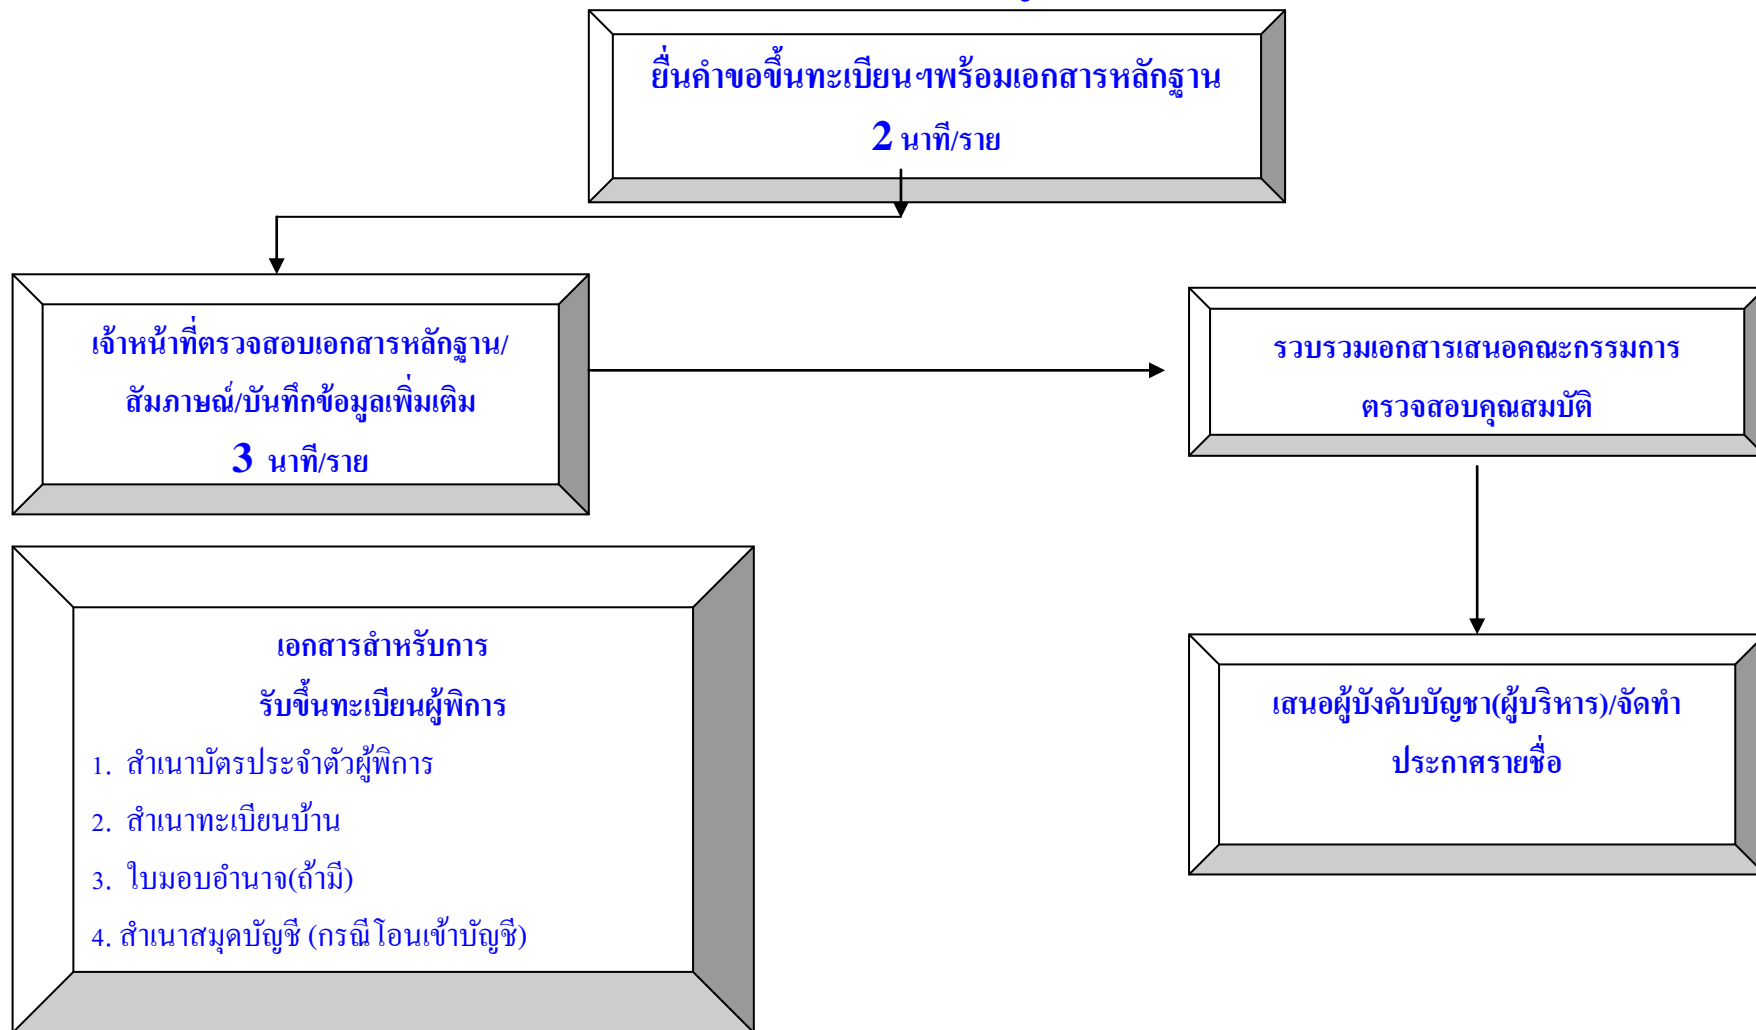 ยื่นคำขอขึ้นทะเบียนฯพร้อมเอกสารหลักฐาน
2 นาที/ราย
เจ้าหน้าที่ตรวจสอบเอกสารหลักฐาน/
สัมภาษณ์/บันทึกข้อมูลเพิ่มเติม
3 นาที/ราย
รวบรวมเอกสารเสนอคณะกรรมการ
ตรวจสอบคุณสมบัติ
เอกสารสำหรับการ
รับขึ้นทะเบียนผู้พิการ
1. สำเนาบัตรประจำตัวผู้พิการ
2. สำเนาทะเบียนบ้าน
3. ใบมอบอำนาจ(ถ้ามี)
4. สำเนาสมุดบัญชี (กรณีโอนเข้าบัญชี)
เสนอผู้บังคับบัญชา(ผู้บริหาร)/จัดทำ
ประกาศรายชื่อ